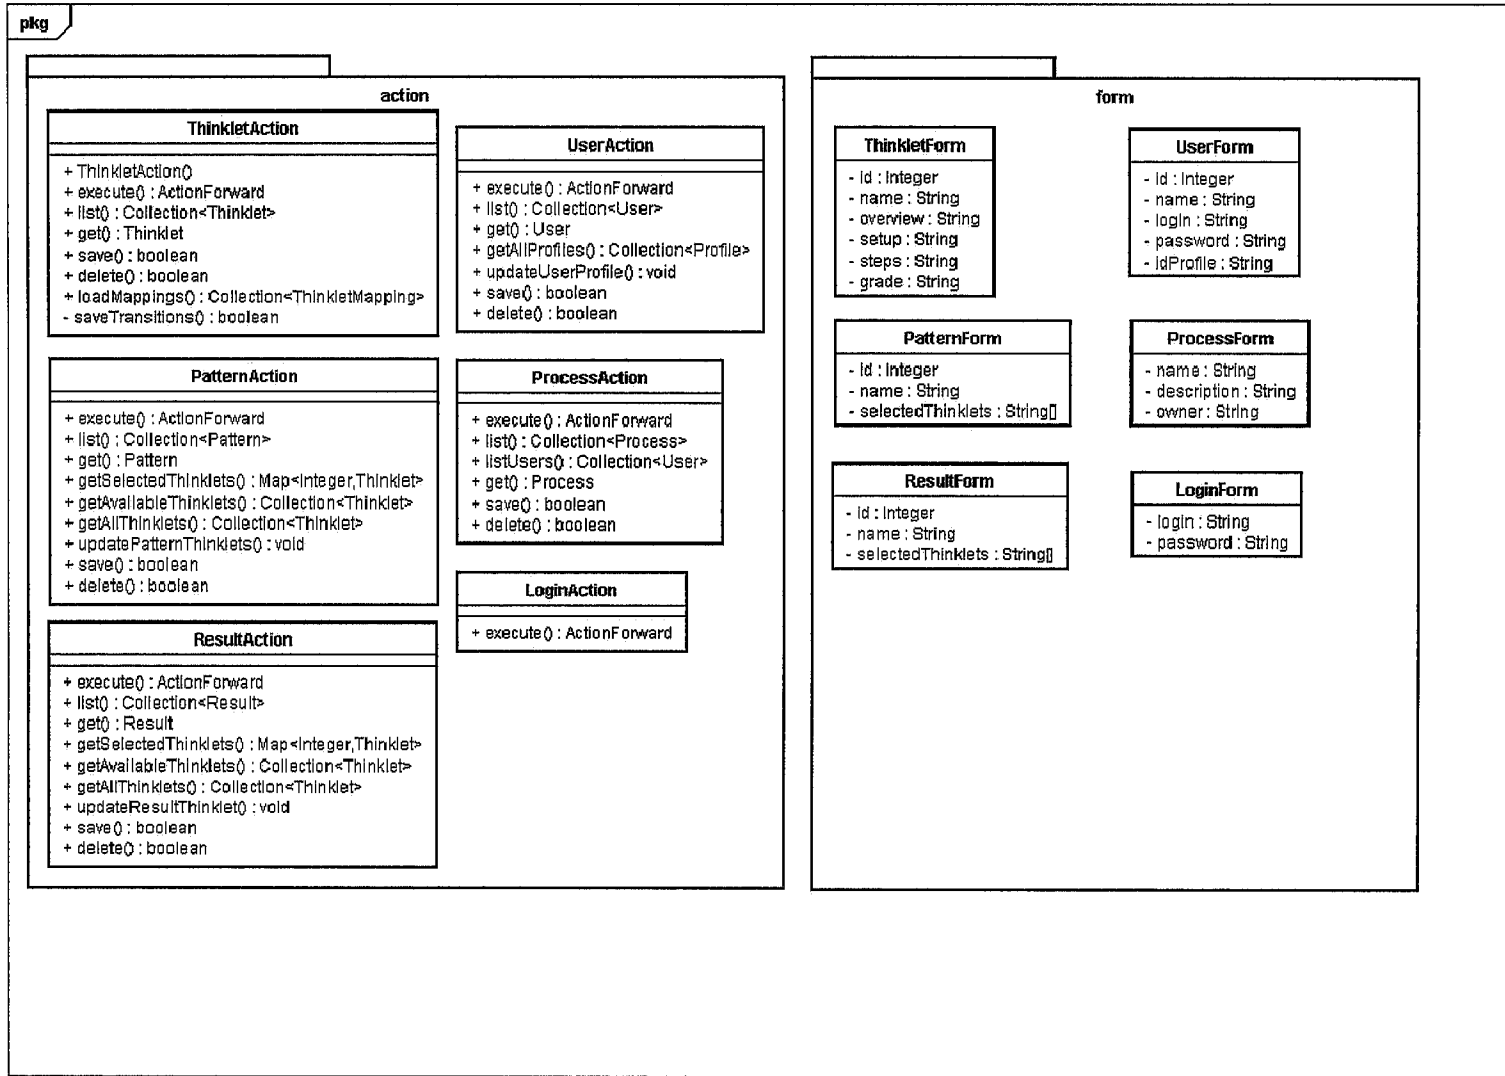 pkg
action
ThinkletAction
+ ThinkletAction()
+ execute() : ActionForward
+ list() : Collection<Thinklet>
+ get() : Thinklet
+ save() : boolean
+ delete() : boolean
+ loadMappings() : Collection<ThinkletMapping>
- saveTransitions() : boolean
UserAction
+ execute() : ActionForward
+ list() : Collection<User>
+ get() : User
+ getAllProfiles() : Collection<Profile>
+ updateUserProfile() : void
+ save() : boolean
+ delete() : boolean
PatternAction
+ execute() : ActionForward
+ list() : Collection<Pattern>
+ get() : Pattern
+ getSelectedThinklets() : Map<Integer,Thinklet>
+ getAvailableThinklets() : Collection<Thinklet>
+ getAllThinklets() : Collection<Thinklet>
+ updatePatternThinklets() : void
+ save() : boolean
+ delete() : boolean
ProcessAction
+ execute() : ActionForward
+ list() : Collection<Process>
+ listUsers() : Collection<User>
+ get() : Process
+ save() : boolean
+ delete() : boolean
LoginAction
+ execute() : ActionForward
ResultAction
+ execute() : ActionForward
+ list() : Collection<Result>
+ get() : Result
+ getSelectedThinklets() : Map<Integer,Thinklet>
+ getAvailableThinklets() : Collection<Thinklet>
+ getAllThinklets() : Collection<Thinklet>
+ updateResultThinklet() : void
+ save() : boolean
+ delete() : boolean
form
ThinkletForm
- id : Integer
- name : String
- overview : String
- setup : String
- steps : String
- grade : String
UserForm
- id : Integer
- name : String
- login : String
- password : String
- idProfile : String
PatternForm
- id : Integer
- name : String
- selectedThinklets : String[]
ProcessForm
- name : String
- description : String
- owner : String
ResultForm
- id : Integer
- name : String
- selectedThinklets : String[]
LoginForm
- login : String
- password : String